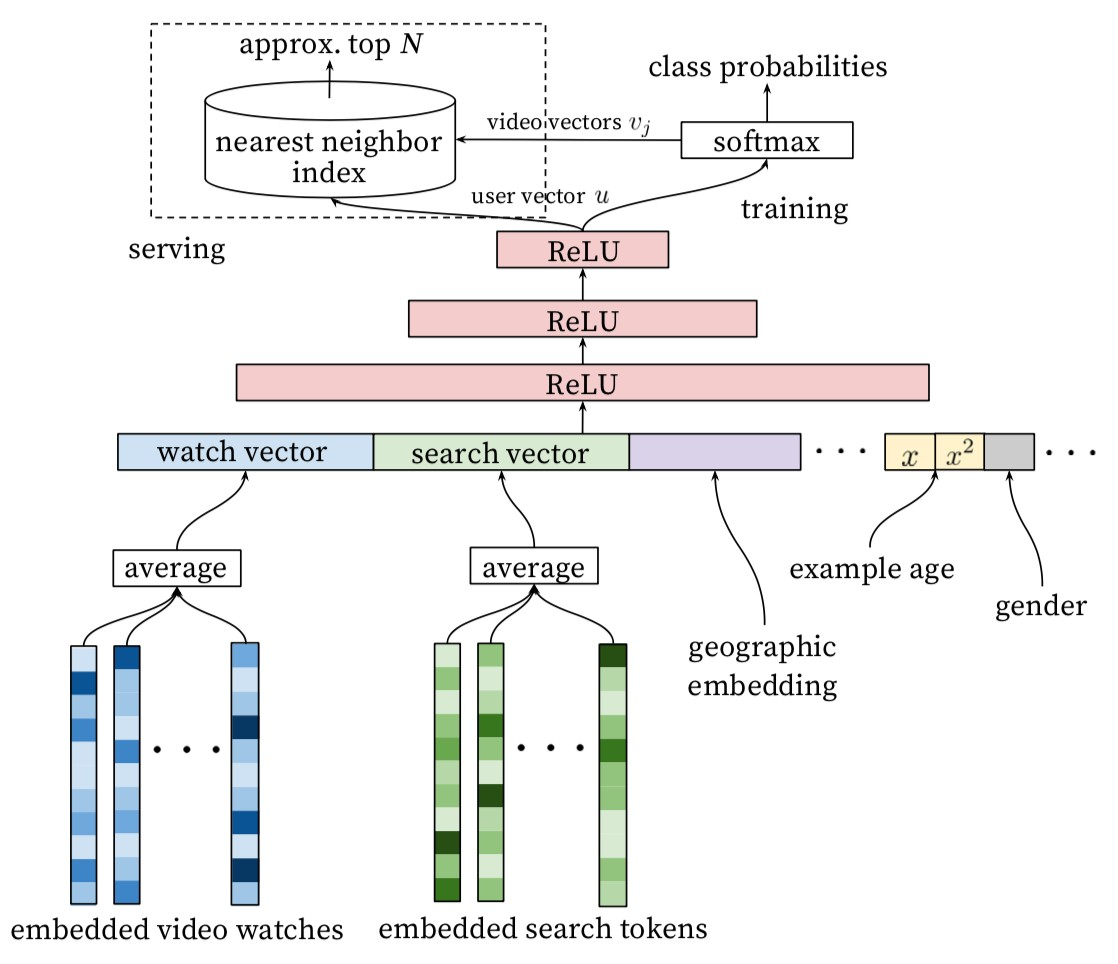 approx. top N
class probabilities
nearest neighbor
index
video vectors v_j
softmax
user vector u
training
serving
ReLU
ReLU
ReLU
watch vector
search vector
. . .
x
x²
. . .
average
average
example age
gender
geographic
embedding
. . .
. . .
embedded video watches
embedded search tokens